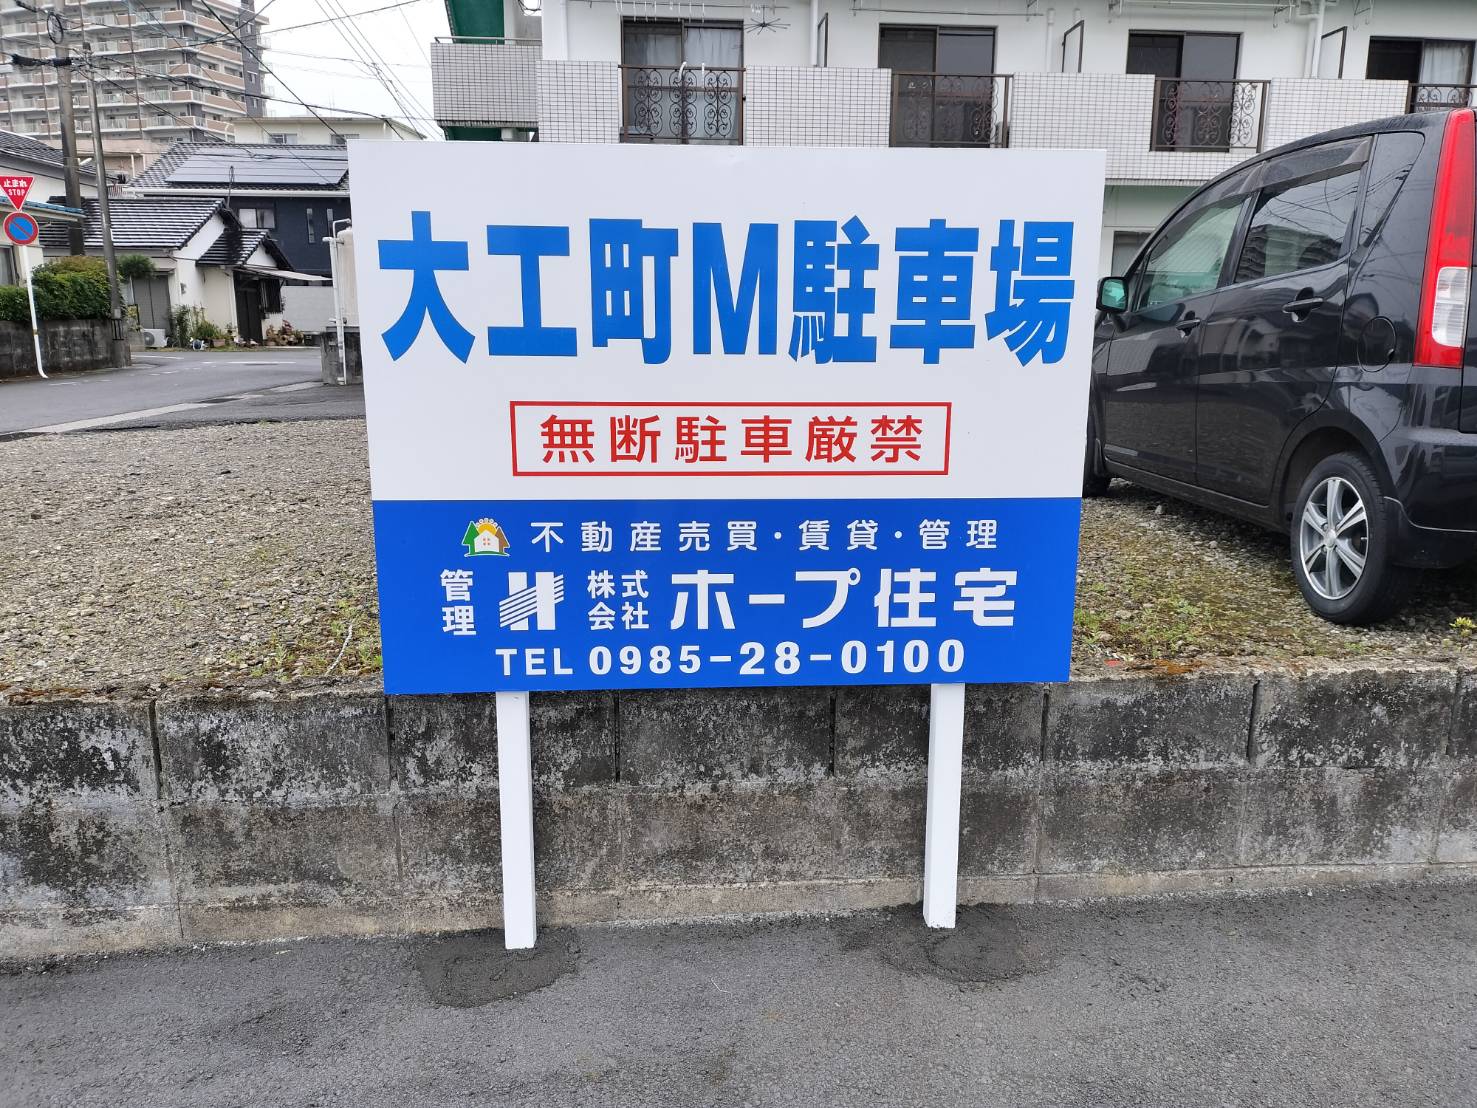 止まれ
STOP
大工町M駐車場
無断駐車厳禁
不動産売買・賃貸・管理
管理 株式会社 ホープ住宅
TEL 0985-28-0100